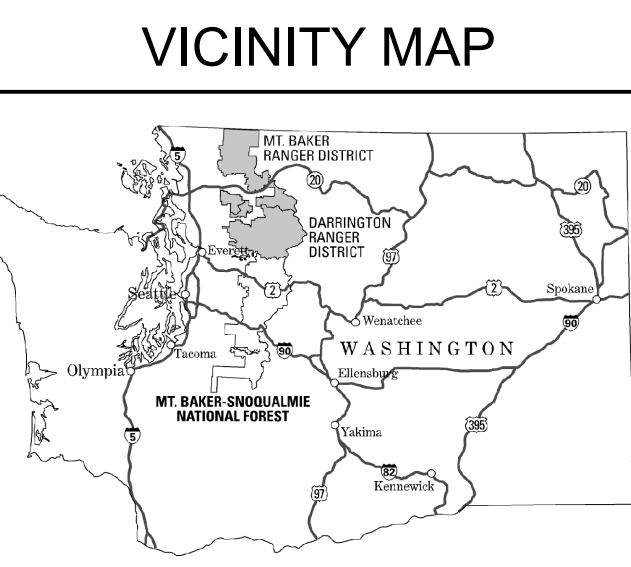 VICINITY MAP
5
MT. BAKER
RANGER DISTRICT
20
20
DARRINGTON
RANGER
DISTRICT
395
Everett
97
2
2
Seattle
Spokane
Wenatchee
90
Tacoma
90
WASHINGTON
Olympia
Ellensburg
MT. BAKER-SNOQUALMIE
NATIONAL FOREST
5
Yakima
395
82
Kennewick
97